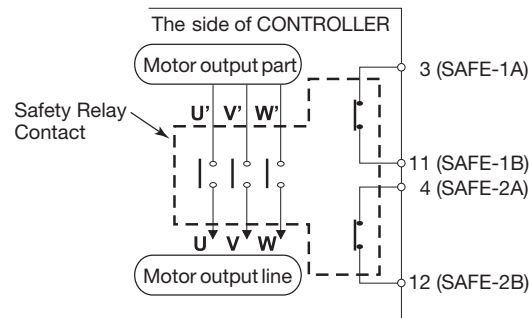 The side of CONTROLLER
Motor output part
3 (SAFE-1A)
Safety Relay
Contact
U' V' W'
11 (SAFE-1B)
4 (SAFE-2A)
U V W
Motor output line
12 (SAFE-2B)